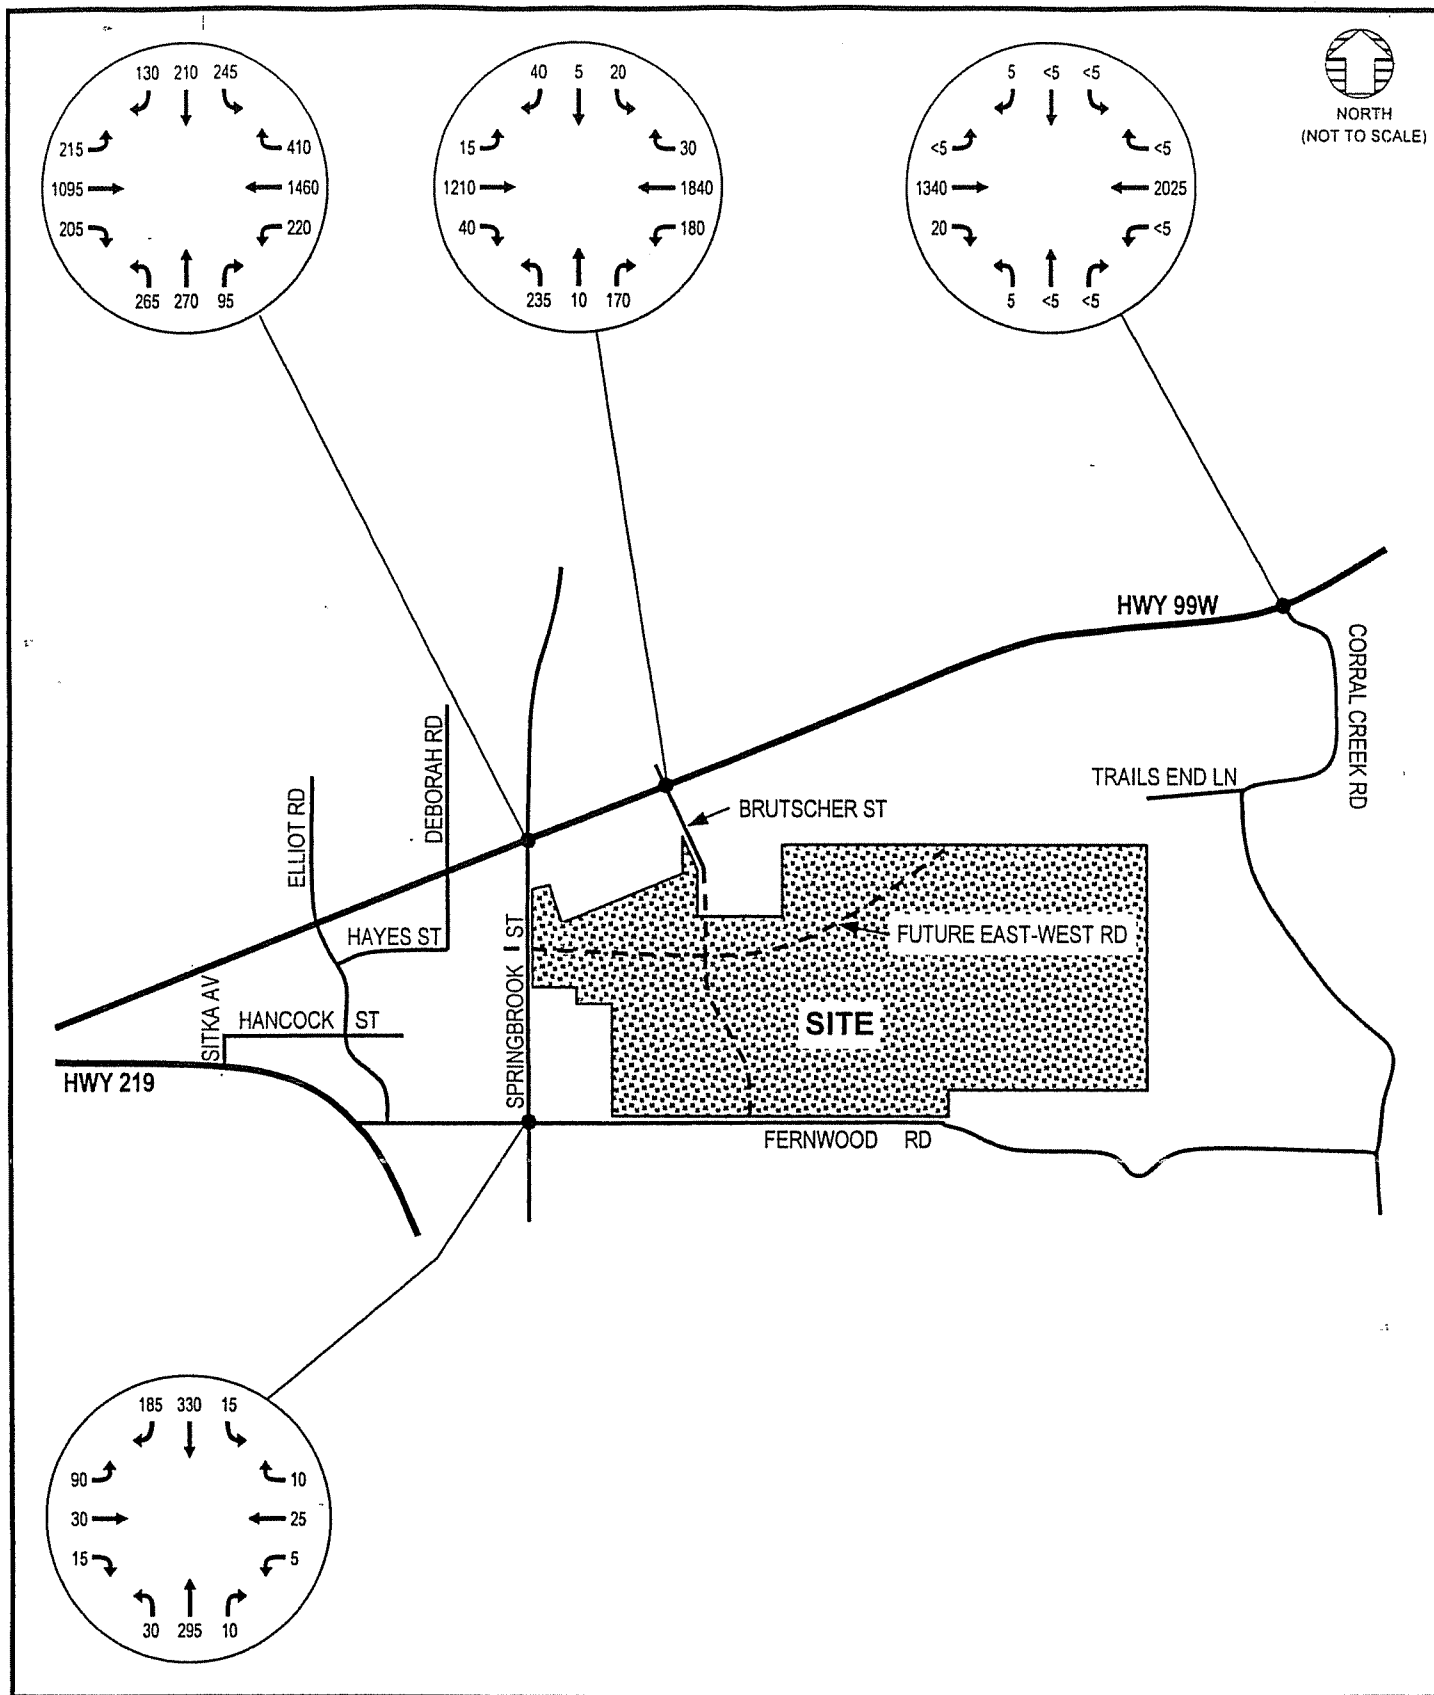 130 210 245
215
410
1095
1460
205
220
265 270 95
40 5 20
15
30
1210
1840
40
180
235 10 170
5 <5 <5
<5
<5
1340
2025
20
<5
5 <5 <5
NORTH
(NOT TO SCALE)
HWY 99W
CORRAL CREEK RD
TRAILS END LN
BRUTSCHER ST
DEBORAH RD
ELLIOT RD
HAYES ST
SPRINGBROOK ST
FUTURE EAST-WEST RD
SITE
SITKA AV
HANCOCK ST
HWY 219
FERNWOOD RD
185 330 15
90
10
30
25
15
5
30 295 10